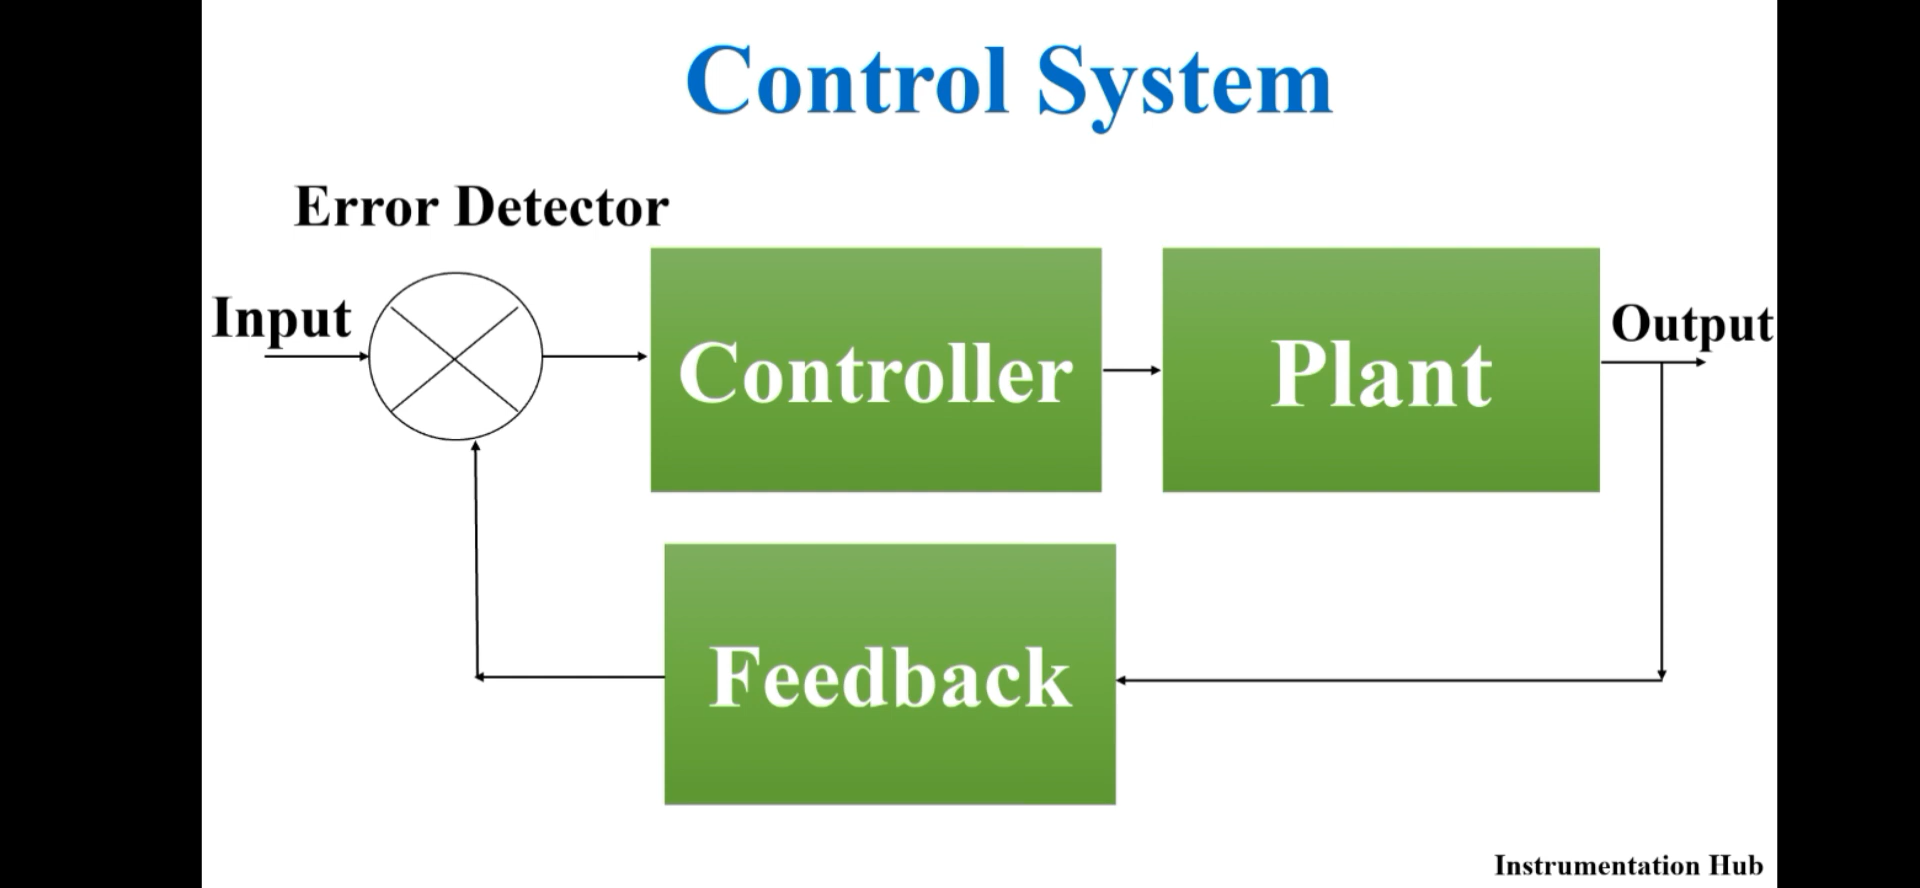 Control System
Error Detector
Input
Controller
Plant
Output
Feedback
Instrumentation Hub